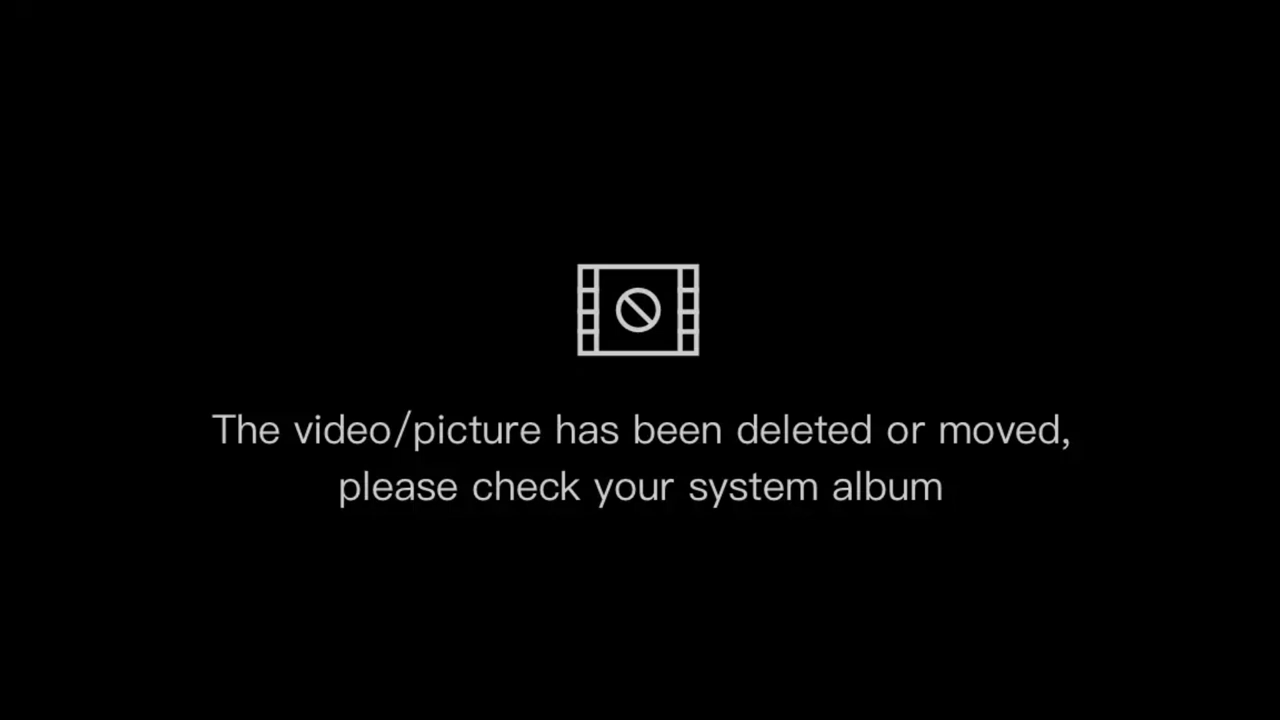 The video/picture has been deleted or moved,
please check your system album